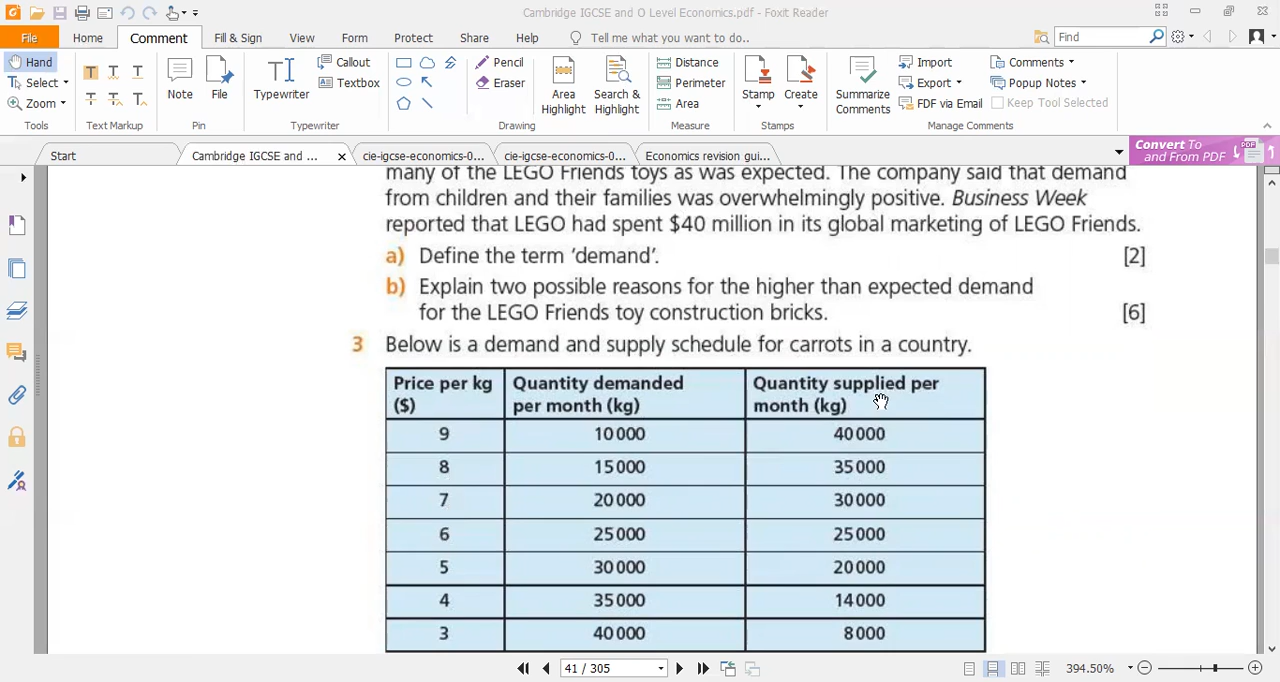 Cambridge IGCSE and O Level Economics.pdf - Foxit Reader
File Home Comment Fill & Sign View Form Protect Share Help Tell me what you want to do.. Find
Hand
Select
Zoom
Tools
Text Markup
Note
File
Pin
Typewriter
Callout
Textbox
Typewriter
Pencil
Eraser
Area
Highlight
Search &
Highlight
Drawing
Distance
Perimeter
Area
Measure
Stamp
Create
Stamps
Summarize
Comments
Import
Export
FDF via Email
Comments
Popup Notes
Keep Tool Selected
Manage Comments
Start
Cambridge IGCSE and ...
cie-igcse-economics-0...
cie-igcse-economics-0...
Economics revision gui...
Convert To
and From PDF
PDF
many of the LEGO Friends toys as was expected. The company said that demand
from children and their families was overwhelmingly positive. Business Week
reported that LEGO had spent $40 million in its global marketing of LEGO Friends.
a) Define the term ‘demand’. [2]
b) Explain two possible reasons for the higher than expected demand
for the LEGO Friends toy construction bricks. [6]
3 Below is a demand and supply schedule for carrots in a country.
Price per kg Quantity demanded Quantity supplied per
($) per month (kg) month (kg)
9 10 000 40 000
8 15 000 35 000
7 20 000 30 000
6 25 000 25 000
5 30 000 20 000
4 35 000 14 000
3 40 000 8 000
41 / 305
394.50%